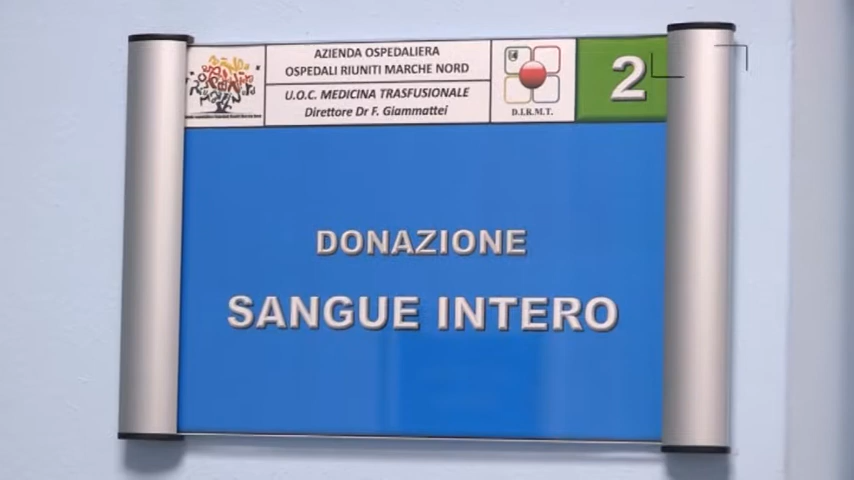 AZIENDA OSPEDALIERA
OSPEDALI RIUNITI MARCHE NORD
U.O.C. MEDICINA TRASFUSIONALE
Direttore Dr F. Giammattei
D.I.R.M.T.
2
DONAZIONE
SANGUE INTERO